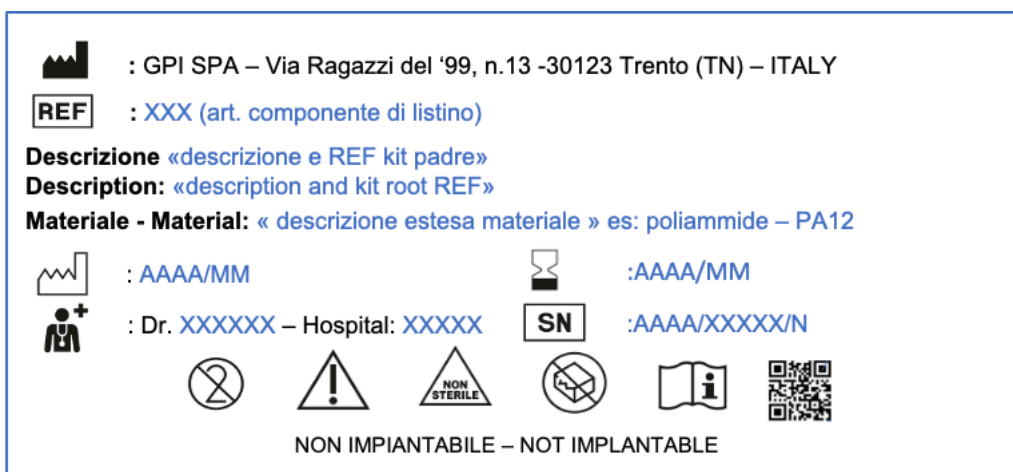 : GPI SPA – Via Ragazzi del ‘99, n.13 -30123 Trento (TN) – ITALY
REF : XXX (art. componente di listino)
Descrizione «descrizione e REF kit padre»
Description: «description and kit root REF»
Materiale - Material: « descrizione estesa materiale » es: poliammide – PA12
: AAAA/MM :AAAA/MM
: Dr. XXXXXX – Hospital: XXXXX SN :AAAA/XXXXX/N
2 NON STERILE i
NON IMPIANTABILE – NOT IMPLANTABLE